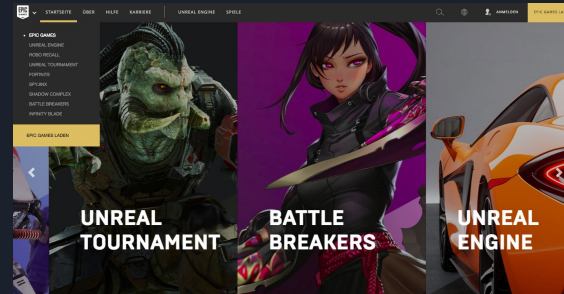 EPIC GAMES
STARTSEITE ÜBER HILFE KARRIERE UNREAL ENGINE SPIELE ANMELDEN EPIC GAMES LA
EPIC GAMES
UNREAL ENGINE
ROBO RECALL
UNREAL TOURNAMENT
FORTNITE
SPYJINX
SHADOW COMPLEX
BATTLE BREAKERS
INFINITY BLADE
EPIC GAMES LADEN
UNREAL
TOURNAMENT
BATTLE
BREAKERS
UNREAL
ENGINE